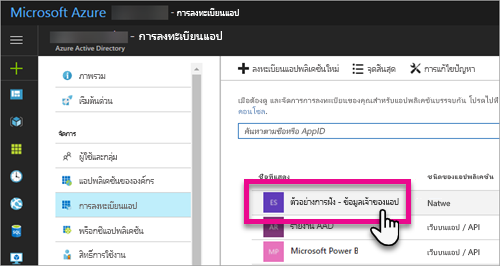 Microsoft Azure
- การลงทะเบียนแอป
- การลงทะเบียนแอป
Azure Active Directory
ภาพรวม
เริ่มต้นด่วน
จัดการ
ผู้ใช้และกลุ่ม
แอปพลิเคชันขององค์กร
การลงทะเบียนแอป
พร็อกซีแอปพลิเคชัน
สิทธิ์การใช้งาน
ลงทะเบียนแอปพลิเคชันใหม่
จุดสิ้นสุด
การแก้ไขปัญหา
เมื่อต้องดู และจัดการการลงทะเบียนของคุณสำหรับแอปพลิเคชันบรรจบกัน โปรดไปที่
คอนโซล.
ค้นหาตามชื่อหรือ AppID
ชื่อที่แสดง
ชนิดของแอปพลิเคชัน
ES ตัวอย่างการฝัง - ข้อมูลเจ้าของแอป Natwe
AR รายงาน AAD เว็บบนแอป / API
MP Microsoft Power B เว็บบนแอป / API